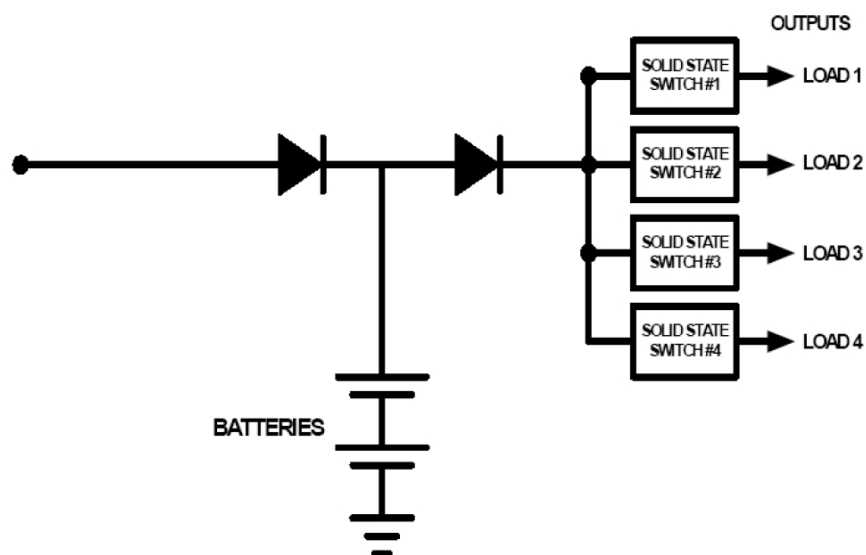 OUTPUTS
SOLID STATE
SWITCH #1
LOAD 1
SOLID STATE
SWITCH #2
LOAD 2
SOLID STATE
SWITCH #3
LOAD 3
SOLID STATE
SWITCH #4
LOAD 4
BATTERIES